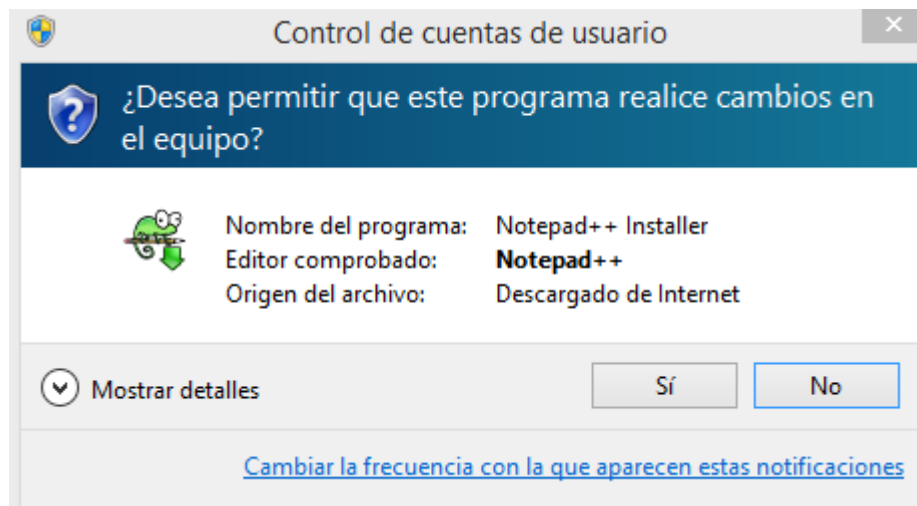 Control de cuentas de usuario
¿Desea permitir que este programa realice cambios en
el equipo?
Nombre del programa: Notepad++ Installer
Editor comprobado: Notepad++
Origen del archivo: Descargado de Internet
Mostrar detalles
Sí
No
Cambiar la frecuencia con la que aparecen estas notificaciones